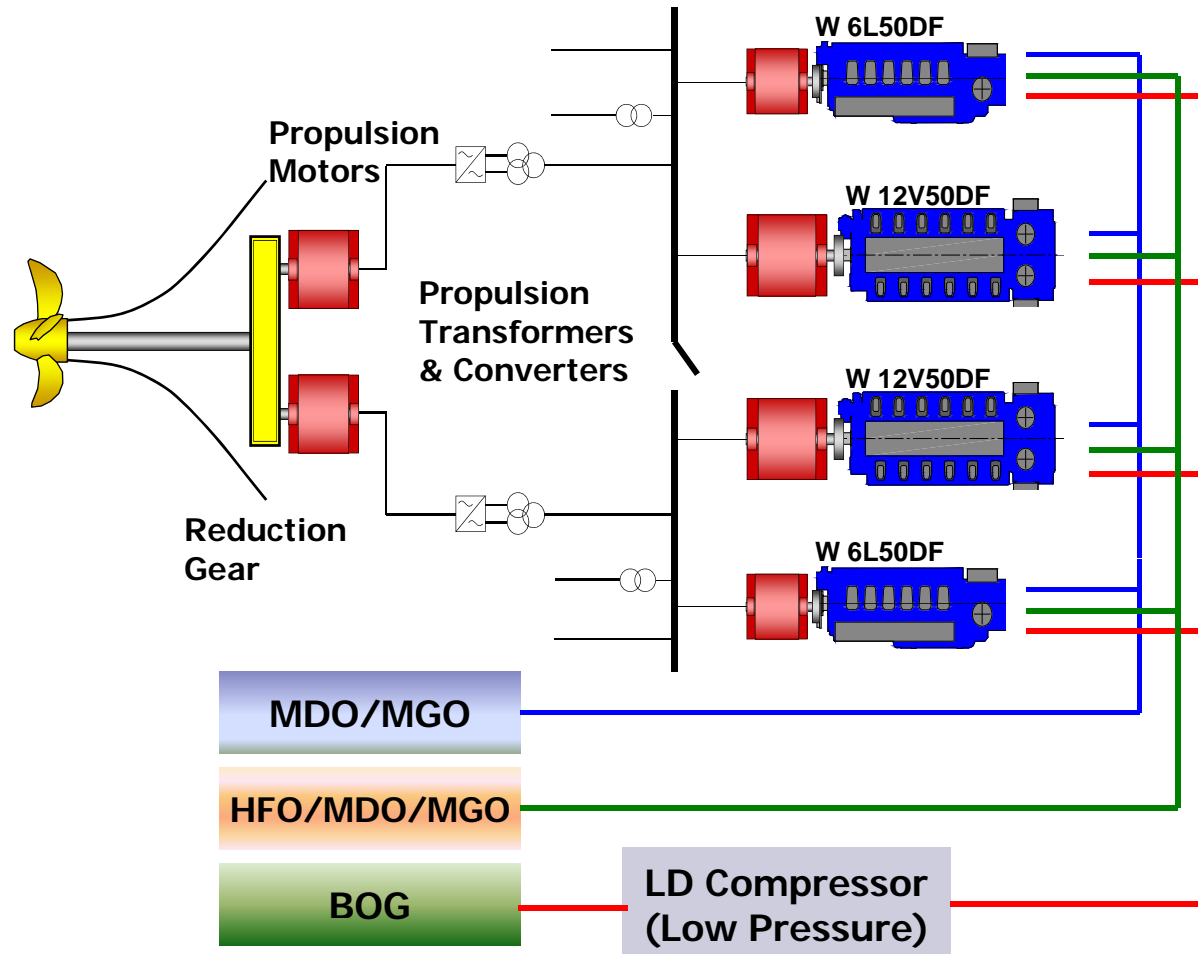 W 6L50DF
Propulsion
Motors
W 12V50DF
Propulsion
Transformers
& Converters
W 12V50DF
Reduction
Gear
W 6L50DF
MDO/MGO
HFO/MDO/MGO
BOG
LD Compressor
(Low Pressure)